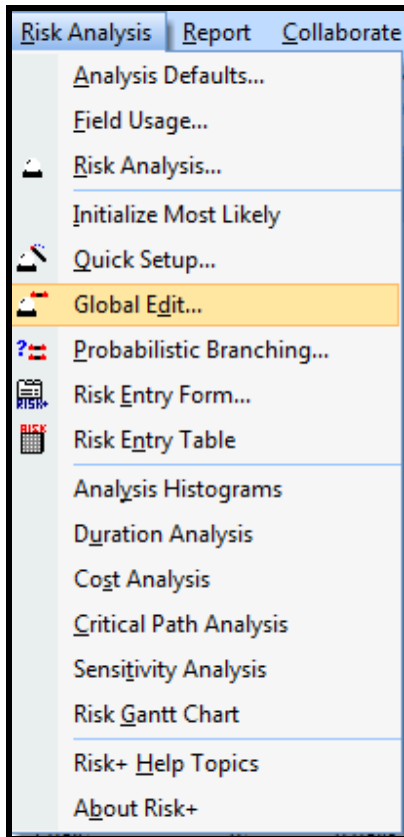 Risk Analysis Report Collaborate
Analysis Defaults...
Field Usage...
Risk Analysis...
Initialize Most Likely
Quick Setup...
Global Edit...
Probabilistic Branching...
RISK+ Risk Entry Form...
RISK Risk Entry Table
Analysis Histograms
Duration Analysis
Cost Analysis
Critical Path Analysis
Sensitivity Analysis
Risk Gantt Chart
Risk+ Help Topics
About Risk+